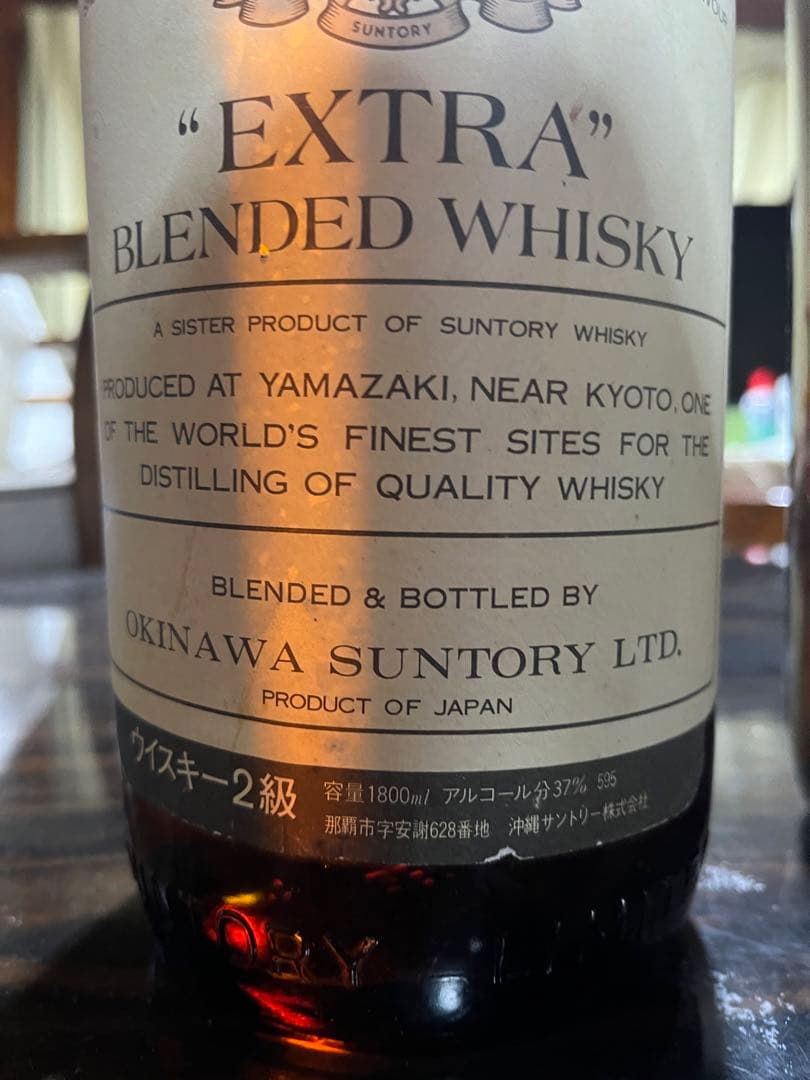 SUNTORY
"EXTRA"
BLENDED WHISKY
A SISTER PRODUCT OF SUNTORY WHISKY
PRODUCED AT YAMAZAKI, NEAR KYOTO, ONE
OF THE WORLD'S FINEST SITES FOR THE
DISTILLING OF QUALITY WHISKY
BLENDED & BOTTLED BY
OKINAWA SUNTORY LTD.
PRODUCT OF JAPAN
ウイスキー2級
容量1800ml アルコール分37% 595
那覇市字安謝628番地 沖縄サントリー株式会社